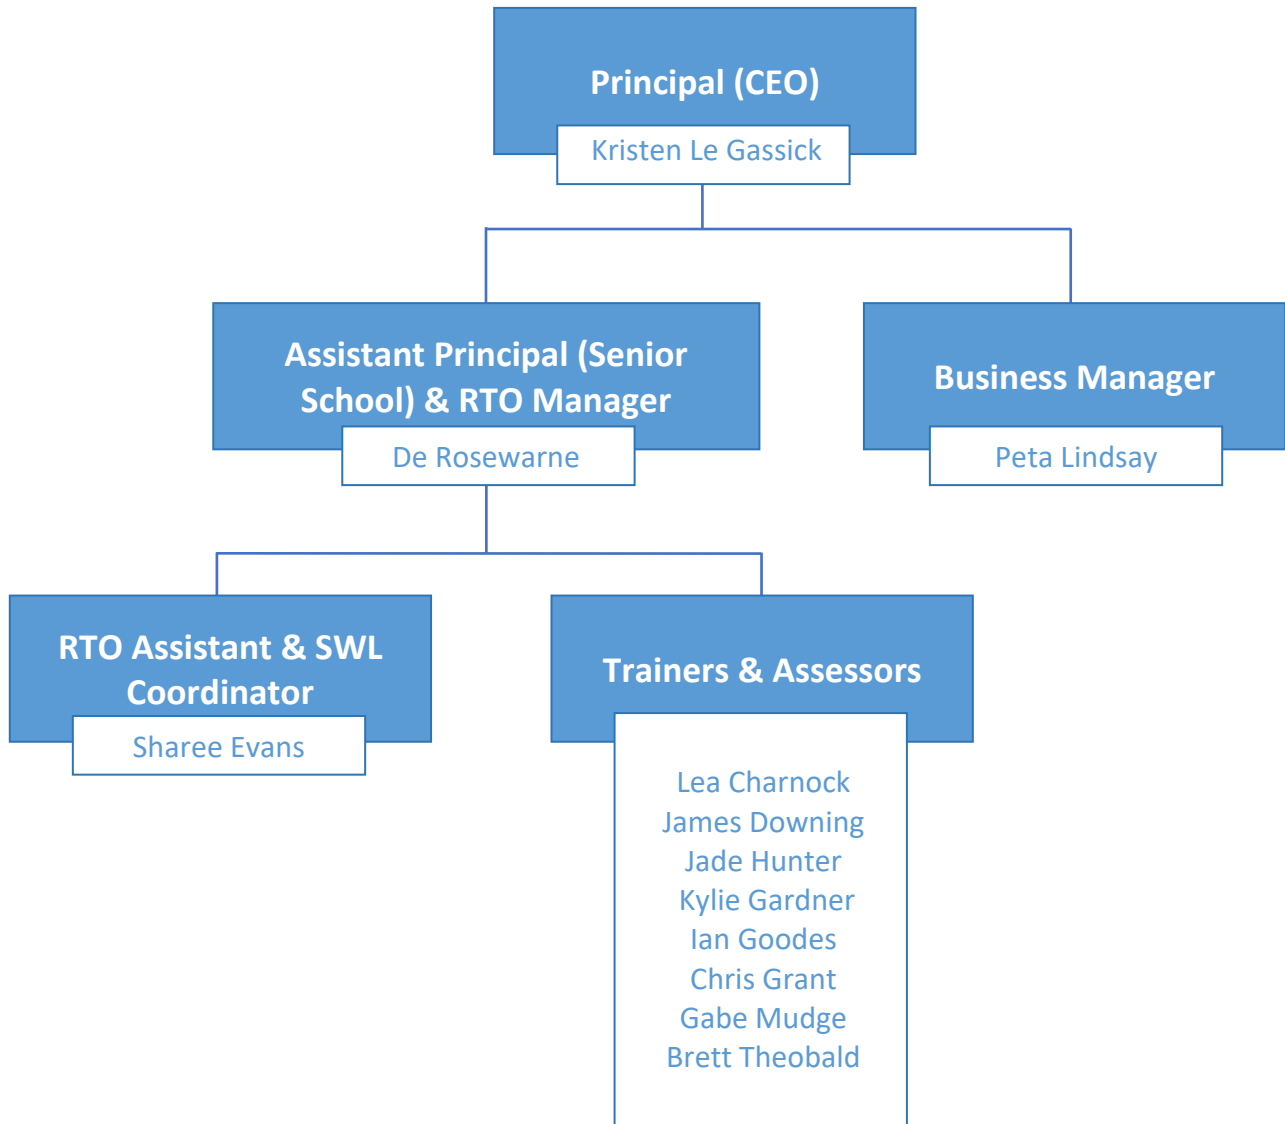 Principal (CEO)
Kristen Le Gassick
Assistant Principal (Senior
School) & RTO Manager
De Rosewarne
Business Manager
Peta Lindsay
RTO Assistant & SWL
Coordinator
Sharee Evans
Trainers & Assessors
Lea Charnock
James Downing
Jade Hunter
Kylie Gardner
Ian Goodes
Chris Grant
Gabe Mudge
Brett Theobald